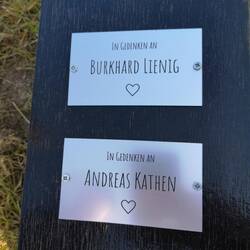 In Gedenken an
Burkhard Lienig
In Gedenken an
Andreas Kathen